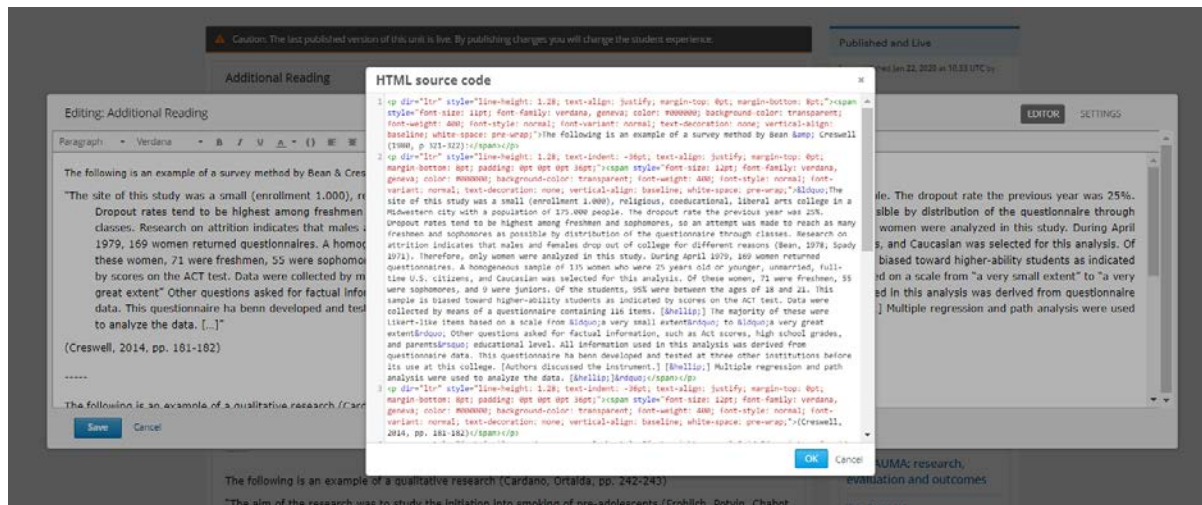 Caution: The last published version of this unit is live. By publishing changes you will change the student experience.
Published and Live
Jan 22, 2020 at 10:33 UTC by
Additional Reading
Editing: Additional Reading
EDITOR
SETTINGS
Paragraph
Verdana
The following is an example of a survey method by Bean & Cres
"The site of this study was a small (enrollment 1.000), re
Dropout rates tend to be highest among freshmen
classes. Research on attrition indicates that males
1979, 169 women returned questionnaires. A homog
these women, 71 were freshmen, 55 were sophomor
by scores on the ACT test. Data were collected by m
great extent" Other questions asked for factual infor
data. This questionnaire ha benn developed and test
to analyze the data. [...]"
(Creswell, 2014, pp. 181-182)
-----
The following is an example of a qualitative research (Card
Save
Cancel
HTML source code
×
1 <p dir="ltr" style="line-height: 1.28; text-align: justify; margin-top: 0pt; margin-bottom: 8pt;"><span
style="font-size: 12pt; font-family: verdana, geneva; color: #000000; background-color: transparent;
font-weight: 400; font-style: normal; font-variant: normal; text-decoration: none; vertical-align:
baseline; white-space: pre-wrap;">The following is an example of a survey method by Bean &amp; Creswell
(1980, p 321-322):</span></p>
2 <p dir="ltr" style="line-height: 1.28; text-indent: -36pt; text-align: justify; margin-top: 0pt;
margin-bottom: 8pt; padding: 0pt 0pt 0pt 36pt;"><span style="font-size: 12pt; font-family: verdana,
geneva; color: #000000; background-color: transparent; font-weight: 400; font-style: normal; font-
variant: normal; text-decoration: none; vertical-align: baseline; white-space: pre-wrap;">&ldquo;The
site of this study was a small (enrollment 1.000), religious, coeducational, liberal arts college in a
Midwestern city with a population of 175.000 people. The dropout rate the previous year was 25%.
Dropout rates tend to be highest among freshmen and sophomores, so an attempt was made to reach as many
freshmen and sophomores as possible by distribution of the questionnaire through classes. Research on
attrition indicates that males and females drop out of college for different reasons (Bean, 1978; Spady
1971). Therefore, only women were analyzed in this study. During April 1979, 169 women returned
questionnaires. A homogeneous sample of 135 women who were 25 years old or younger, unmarried, full-
time U.S. citizens, and Caucasian was selected for this analysis. Of these women, 71 were freshmen, 55
were sophomores, and 9 were juniors. Of the students, 95% were between the ages of 18 and 21. This
sample is biased toward higher-ability students as indicated by scores on the ACT test. Data were
collected by means of a questionnaire containing 116 items. [&hellip;] The majority of these were
Likert-like items based on a scale from &ldquo;a very small extent&rdquo; to &ldquo;a very great
extent&rdquo; Other questions asked for factual information, such as Act scores, high school grades,
and parents&rsquo; educational level. All information used in this analysis was derived from
questionnaire data. This questionnaire ha benn developed and tested at three other institutions before
its use at this college. [Authors discussed the instrument.] [&hellip;] Multiple regression and path
analysis were used to analyze the data. [&hellip;]&rdquo;</span></p>
3 <p dir="ltr" style="line-height: 1.28; text-indent: -36pt; text-align: justify; margin-top: 0pt;
margin-bottom: 8pt; padding: 0pt 0pt 0pt 36pt;"><span style="font-size: 12pt; font-family: verdana,
geneva; color: #000000; background-color: transparent; font-weight: 400; font-style: normal; font-
variant: normal; text-decoration: none; vertical-align: baseline; white-space: pre-wrap;">(Creswell,
2014, pp. 181-182)</span></p>
OK
Cancel
le. The dropout rate the previous year was 25%.
sible by distribution of the questionnaire through
women were analyzed in this study. During April
s, and Caucasian was selected for this analysis. Of
biased toward higher-ability students as indicated
ed on a scale from "a very small extent" to "a very
ed in this analysis was derived from questionnaire
.] Multiple regression and path analysis were used
AUMA: research,
evaluation and outcomes
The following is an example of a qualitative research (Cardano, Ortalda, pp. 242-243)
"The aim of the research was to study the initiation into smoking of pre-adolescents (Frohlich, Potvin, Chabot,